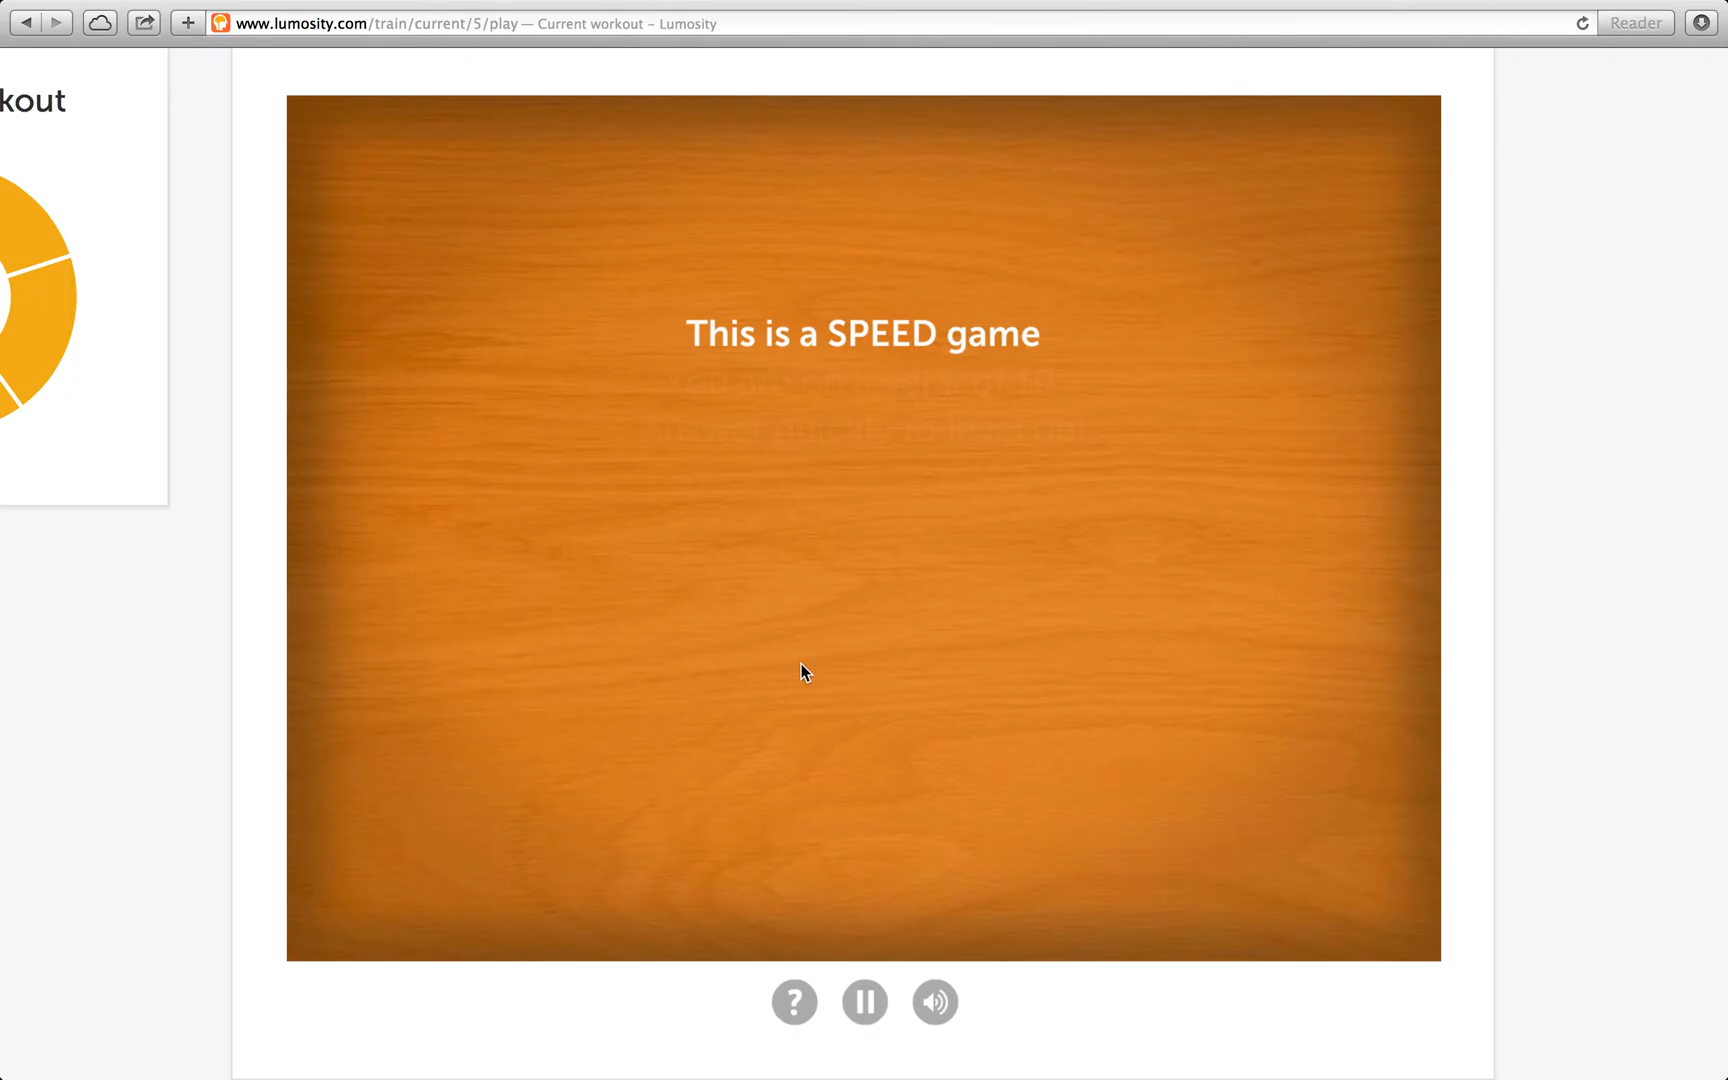 www.lumosity.com/train/current/5/play — Current workout – Lumosity
Reader
kout
This is a SPEED game
?